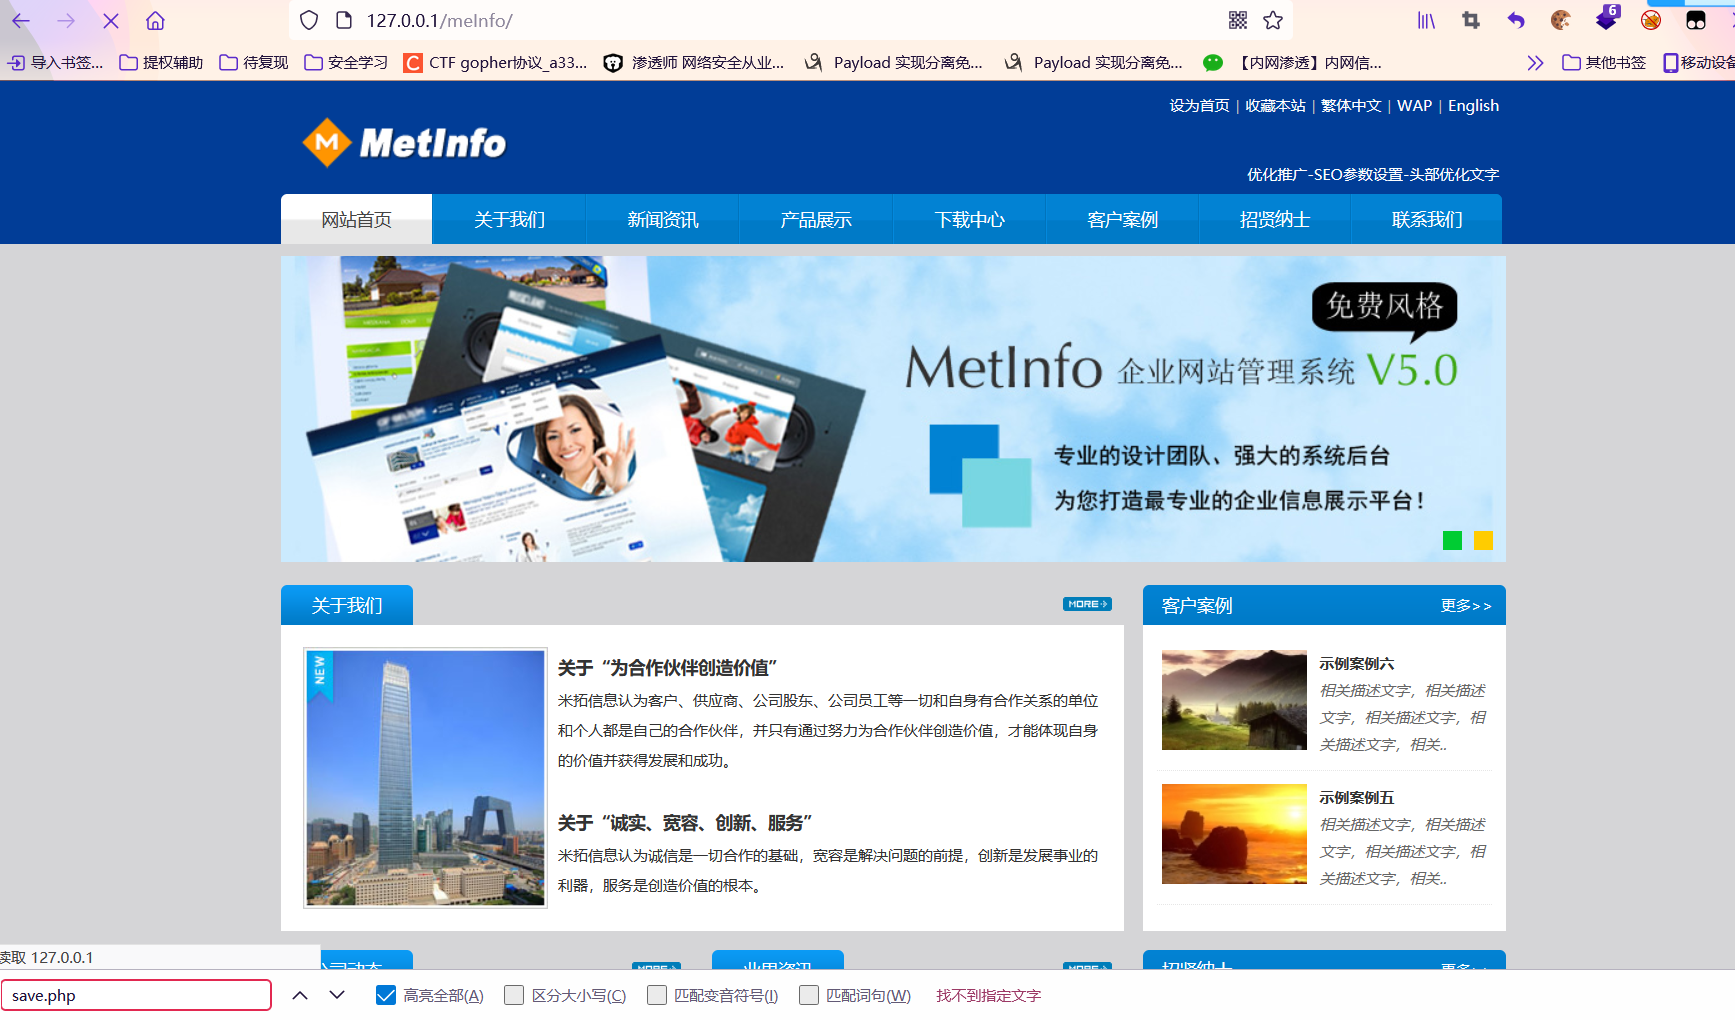 127.0.0.1/meInfo/
6
导入书签... 提权辅助 待复现 安全学习 CTF gopher协议_a33... 渗透师 网络安全从业... Payload 实现分离免... Payload 实现分离免... 【内网渗透】内网信... 其他书签 移动设备
设为首页 | 收藏本站 | 繁体中文 | WAP | English
M MetInfo
优化推广-SEO参数设置-头部优化文字
网站首页 关于我们 新闻资讯 产品展示 下载中心 客户案例 招贤纳士 联系我们
免费风格
MetInfo 企业网站管理系统 V5.0
专业的设计团队、强大的系统后台
为您打造最专业的企业信息展示平台!
关于我们 MORE
客户案例 更多>>
NEW
关于“为合作伙伴创造价值”
米拓信息认为客户、供应商、公司股东、公司员工等一切和自身有合作关系的单位
和个人都是自己的合作伙伴，并只有通过努力为合作伙伴创造价值，才能体现自身
的价值并获得发展和成功。
关于“诚实、宽容、创新、服务”
米拓信息认为诚信是一切合作的基础，宽容是解决问题的前提，创新是发展事业的
利器，服务是创造价值的根本。
示例案例六
相关描述文字，相关描述
文字，相关描述文字，相
关描述文字，相关..
示例案例五
相关描述文字，相关描述
文字，相关描述文字，相
关描述文字，相关..
读取 127.0.0.1
公司动态 MORE 业界资讯 MORE 招贤纳士 更多>>
save.php 高亮全部(A) 区分大小写(C) 匹配变音符号(I) 匹配词句(W) 找不到指定文字